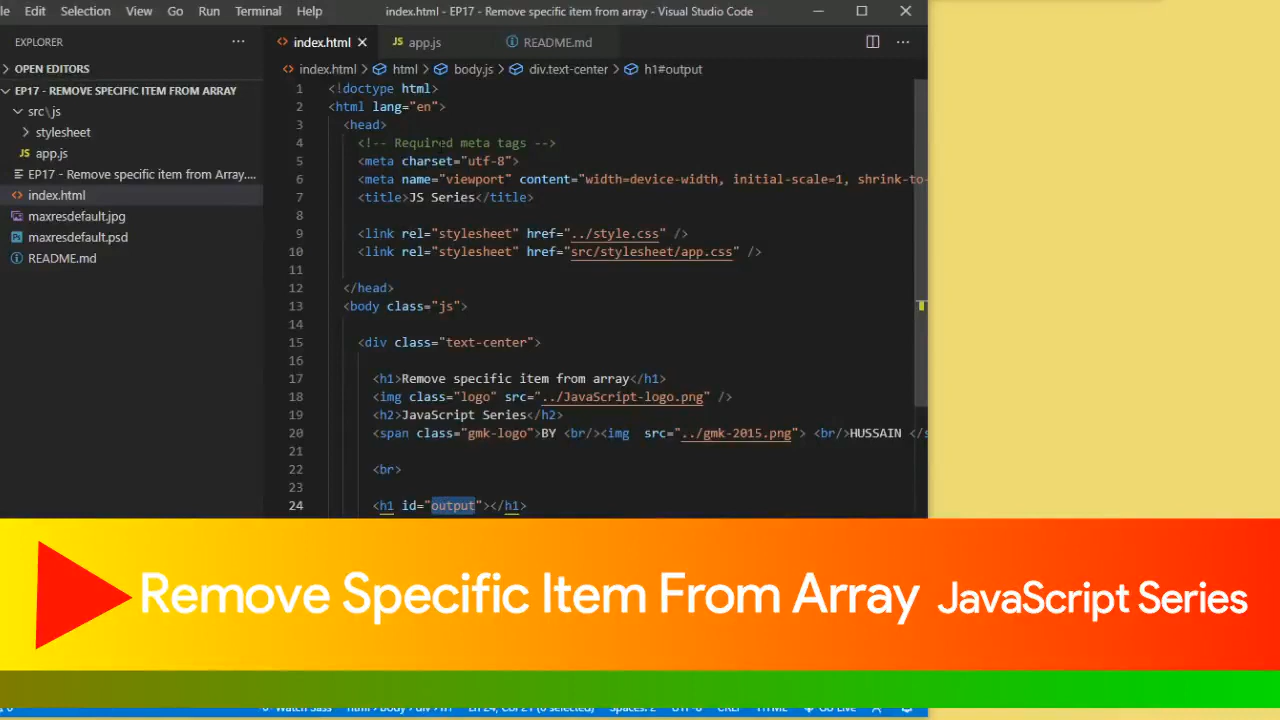 Edit Selection View Go Run Terminal Help index.html - EP17 - Remove specific item from array - Visual Studio Code
EXPLORER
index.html
app.js
README.md
OPEN EDITORS
index.html > html > body.js > div.text-center > h1#output
EP17 - REMOVE SPECIFIC ITEM FROM ARRAY
src\js
stylesheet
app.js
EP17 - Remove specific item from Array....
index.html
maxresdefault.jpg
maxresdefault.psd
README.md
1 <!doctype html>
2 <html lang="en">
3 <head>
4 <!-- Required meta tags -->
5 <meta charset="utf-8">
6 <meta name="viewport" content="width=device-width, initial-scale=1, shrink-to-
7 <title>JS Series</title>
8
9 <link rel="stylesheet" href="../style.css" />
10 <link rel="stylesheet" href="src/stylesheet/app.css" />
11
12 </head>
13 <body class="js">
14
15 <div class="text-center">
16
17 <h1>Remove specific item from array</h1>
18 <img class="logo" src="../JavaScript-logo.png" />
19 <h2>JavaScript Series</h2>
20 <span class="gmk-logo">BY <br/><img src="../gmk-2015.png"> <br/>HUSSAIN </s
21
22 <br>
23
24 <h1 id="output"></h1>
Remove Specific Item From Array JavaScript Series